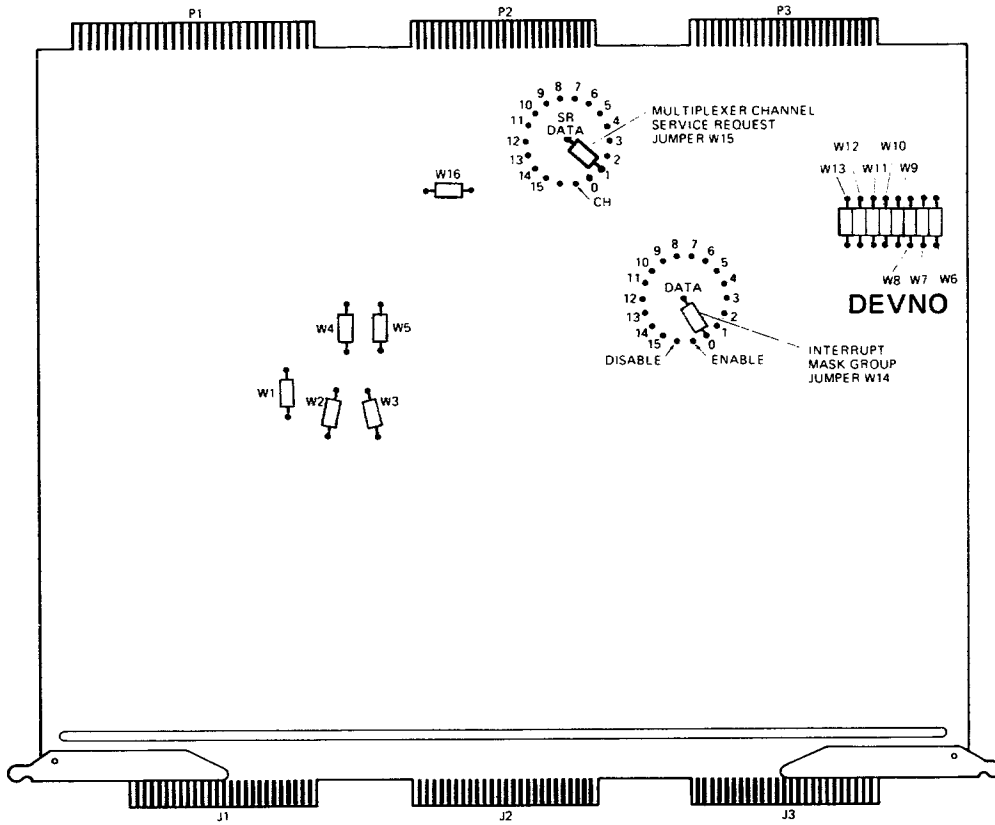 P1
P2
P3
8 7
9 6
10 5
11 SR 4
DATA
12 3
13 2
14 1
15 0
CH
MULTIPLEXER CHANNEL
SERVICE REQUEST
JUMPER W15
W16
W12 W10
W13 W11 W9
W8 W7 W6
DEVNO
8 7
9 6
10 5
11 DATA 4
12 3
13 2
14 1
15 0
DISABLE ENABLE
INTERRUPT
MASK GROUP
JUMPER W14
W4 W5
W1 W2 W3
J1
J2
J3